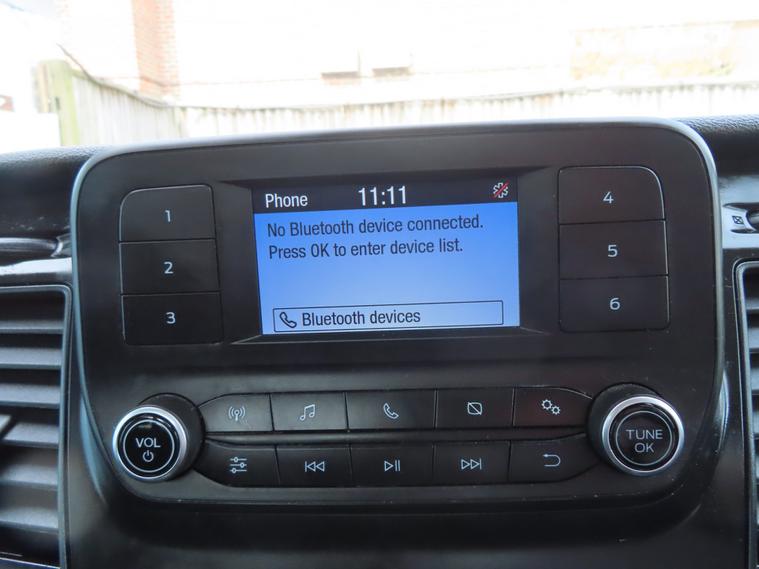 Phone 11:11
No Bluetooth device connected.
Press OK to enter device list.
Bluetooth devices
1
2
3
4
5
6
VOL
TUNE
OK